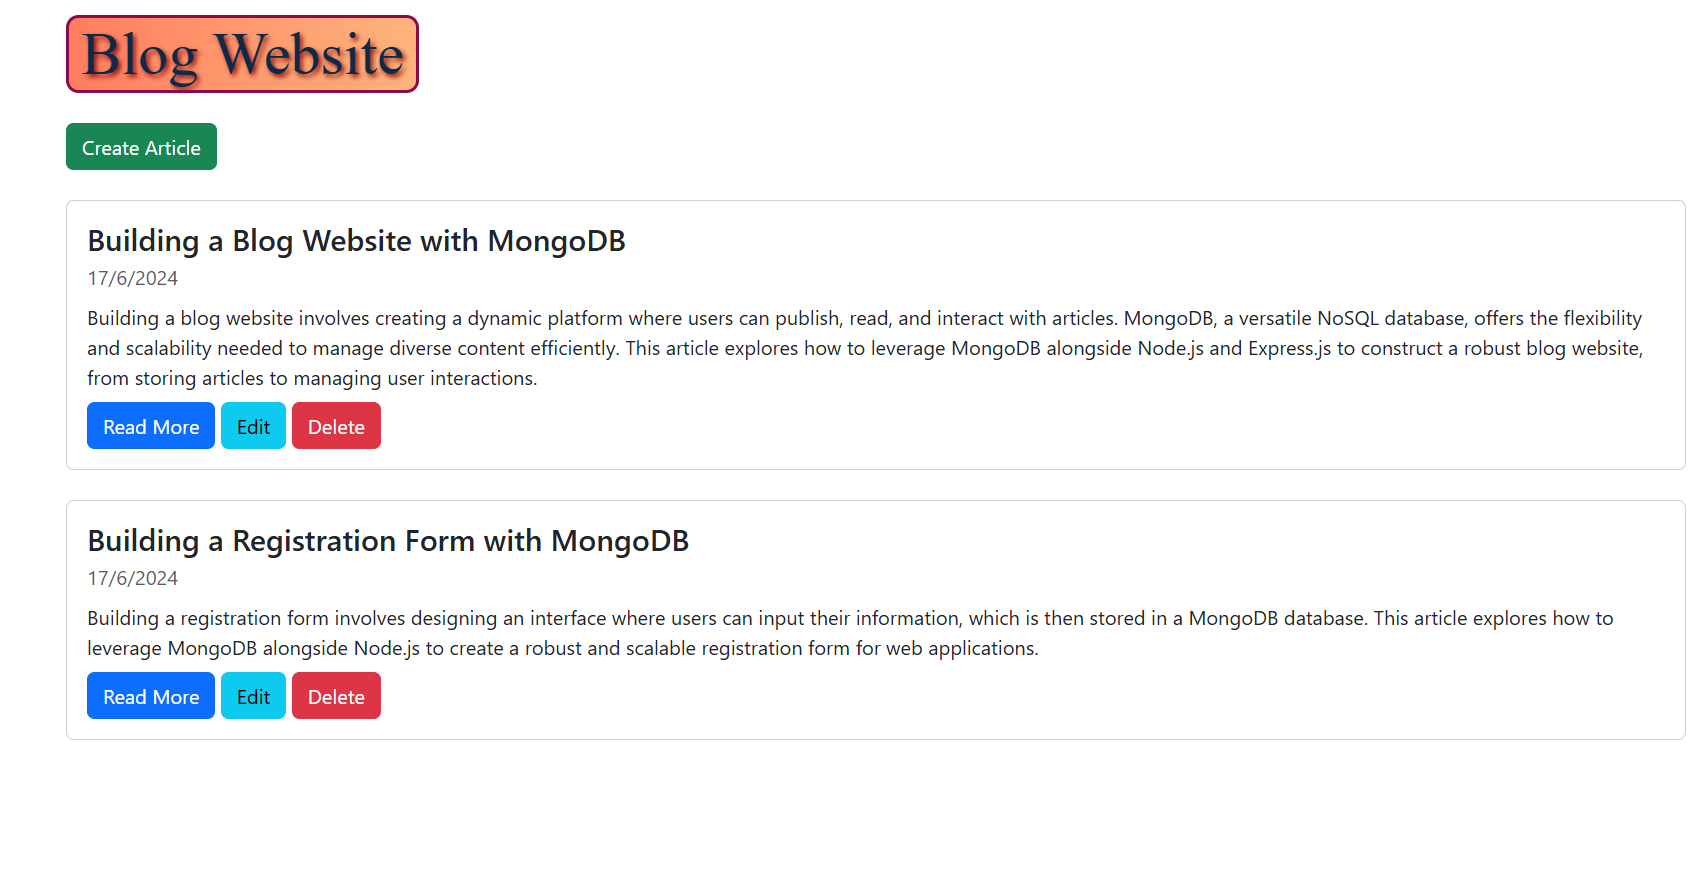 Blog Website
Create Article
Building a Blog Website with MongoDB
17/6/2024
Building a blog website involves creating a dynamic platform where users can publish, read, and interact with articles. MongoDB, a versatile NoSQL database, offers the flexibility
and scalability needed to manage diverse content efficiently. This article explores how to leverage MongoDB alongside Node.js and Express.js to construct a robust blog website,
from storing articles to managing user interactions.
Read More Edit Delete
Building a Registration Form with MongoDB
17/6/2024
Building a registration form involves designing an interface where users can input their information, which is then stored in a MongoDB database. This article explores how to
leverage MongoDB alongside Node.js to create a robust and scalable registration form for web applications.
Read More Edit Delete